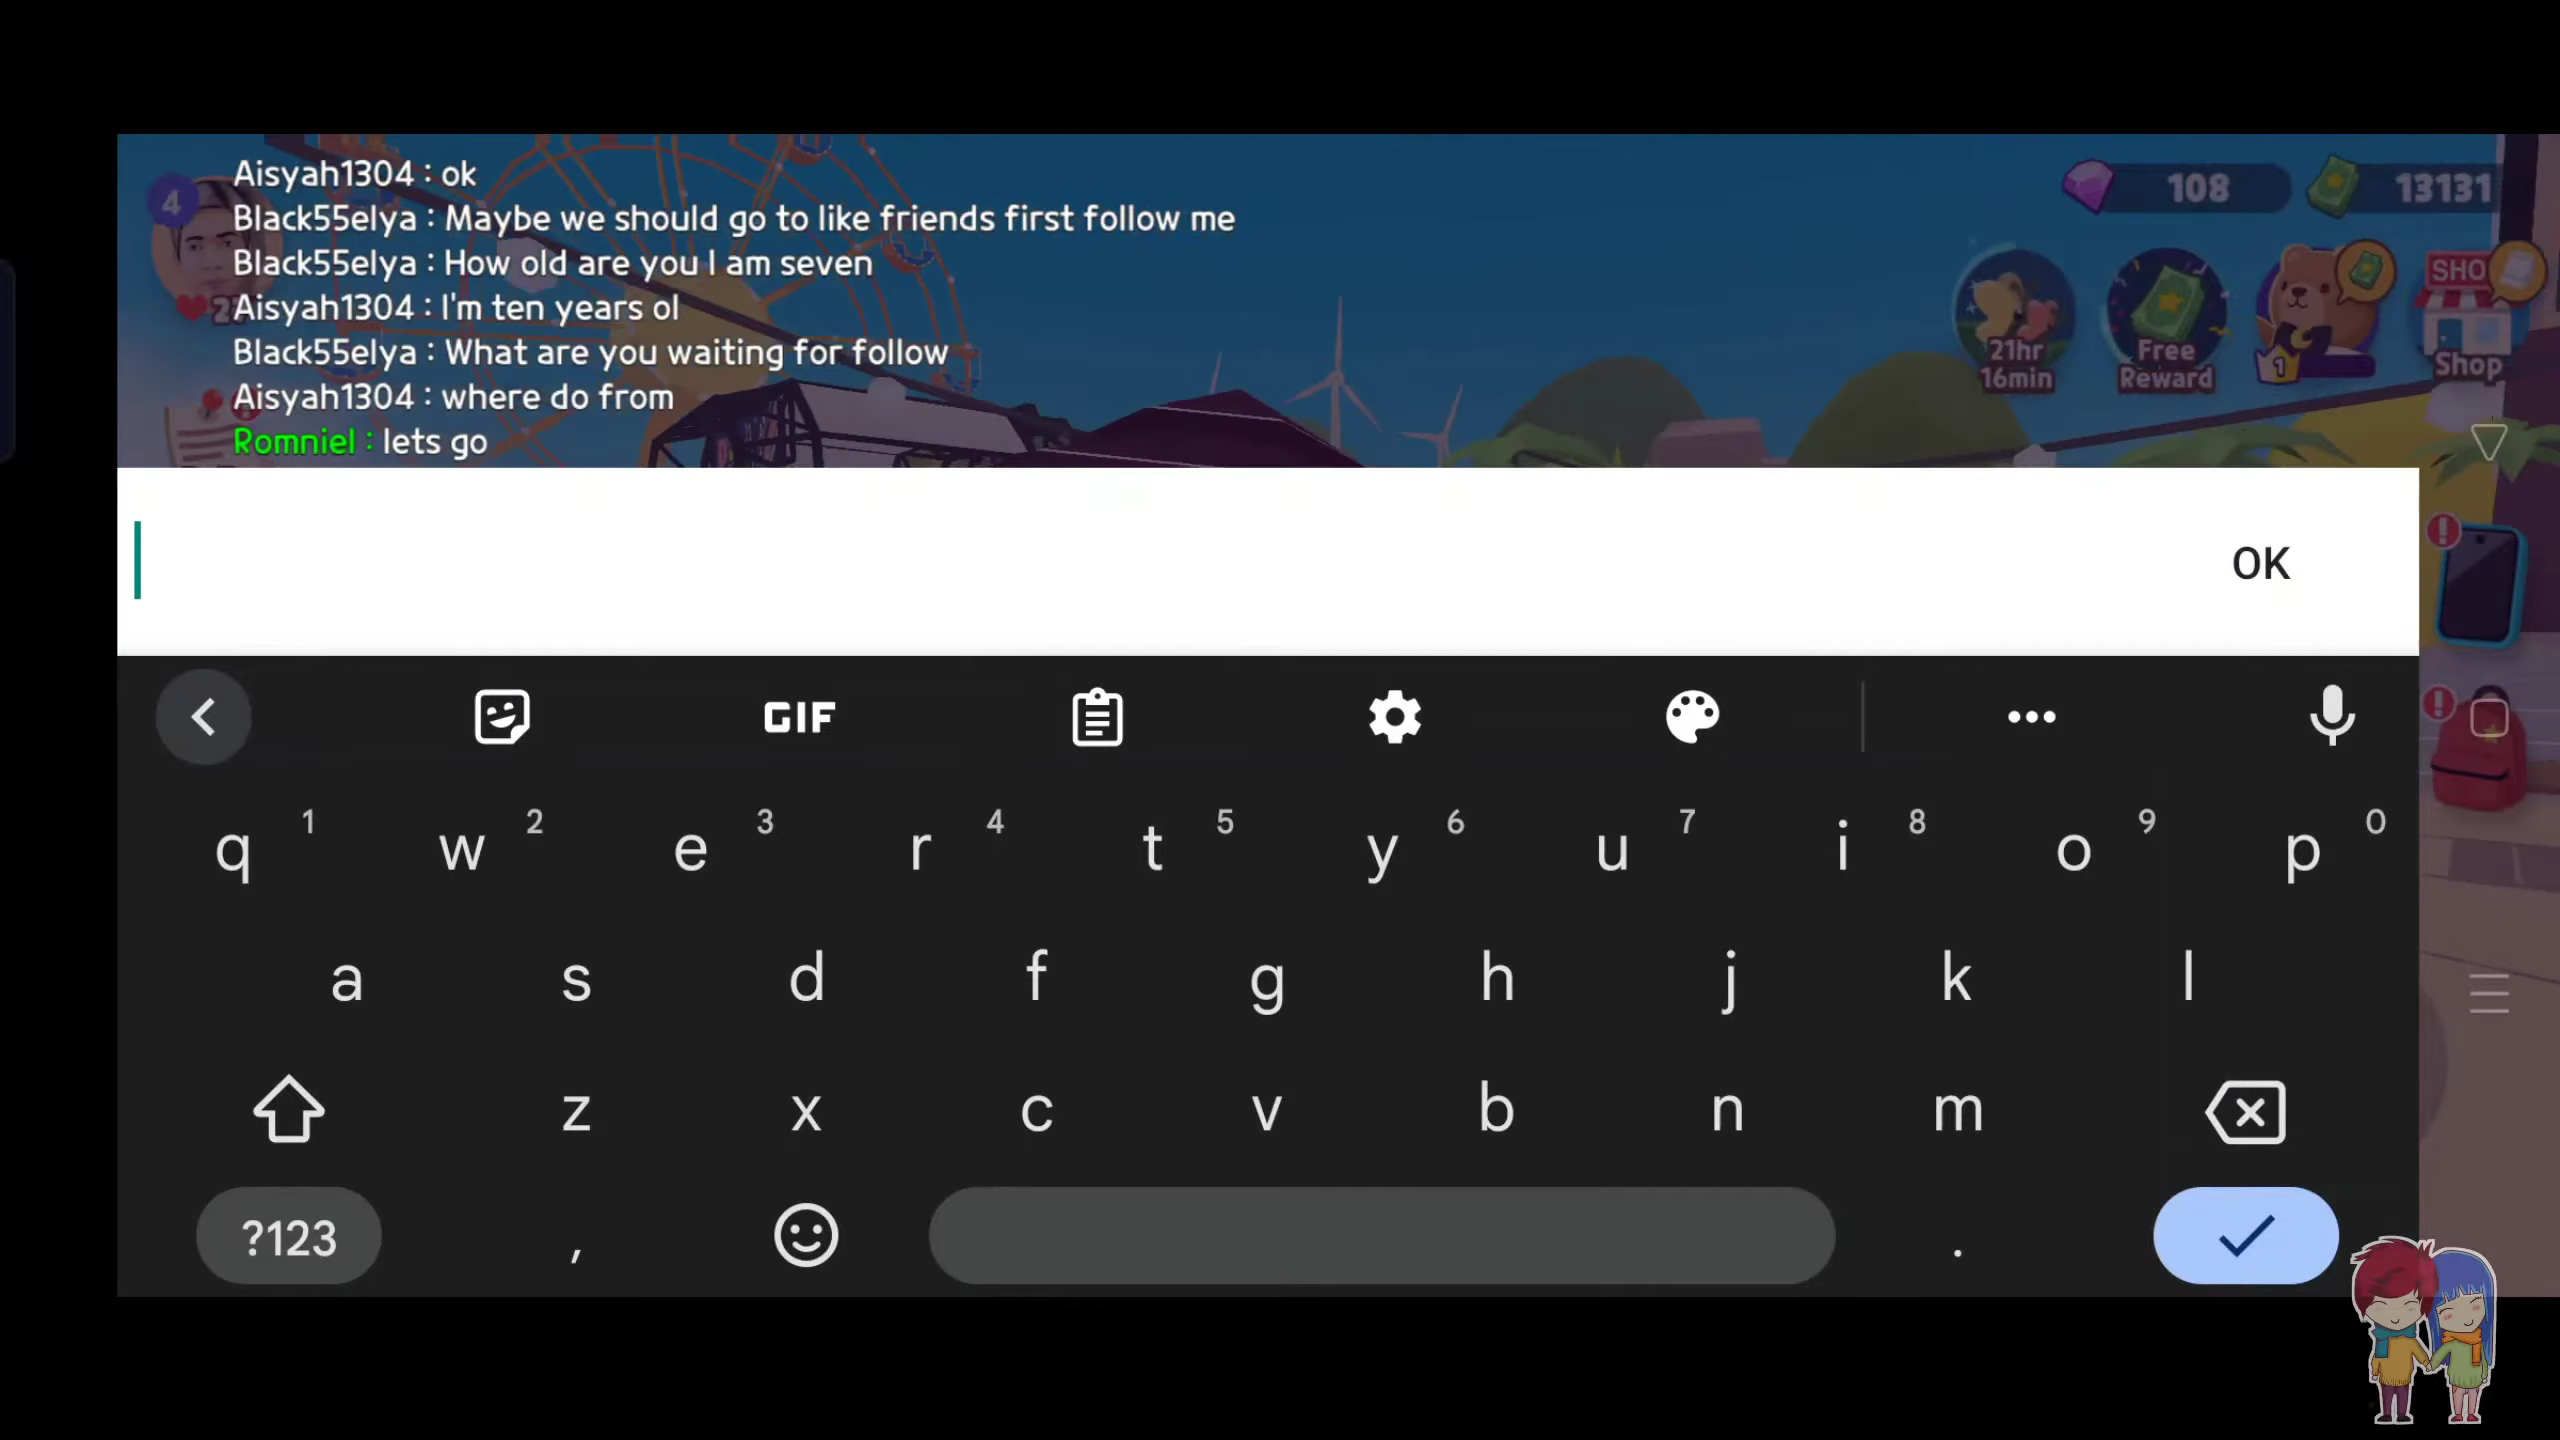 Aisyah1304 : ok
Black55elya : Maybe we should go to like friends first follow me
Black55elya : How old are you I am seven
Aisyah1304 : I'm ten years ol
Black55elya : What are you waiting for follow
Aisyah1304 : where do from
Romniel : lets go
4
108
13131
21hr
16min
Free
Reward
1
SHO
Shop
OK
GIF
q 1 w 2 e 3 r 4 t 5 y 6 u 7 i 8 o 9 p 0
a s d f g h j k l
z x c v b n m
?123 , .